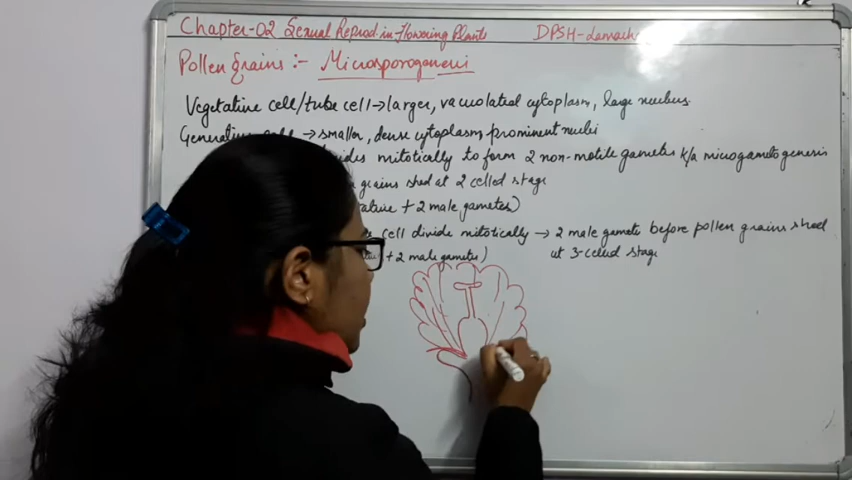 Chapter-02 Sexual Reprod in Flowering Plants DPSH-
Pollen Grains :- Microsporogenesis
Vegetative cell/tube cell → larger, vacuolated cytoplasm, large nucleus.
Generative → smaller, dense cytoplasm, prominent nuclei
mitotically to form 2 non-motile gametes k/a microgametogenesis
grains shed at 2 celled stage
+ 2 male gametes)
cell divide mitotically → 2 male gamets before pollen grains shed
+ 2 male gametes) at 3-celled stage